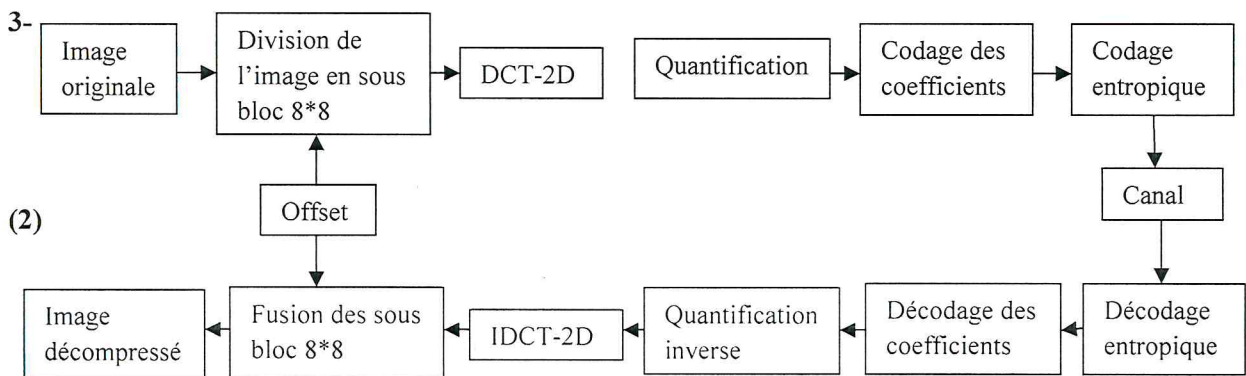 3-
Image
originale
Division de
l'image en sous
bloc 8*8
DCT-2D
Quantification
Codage des
coefficients
Codage
entropique
Offset
Canal
(2)
Image
décompressé
Fusion des sous
bloc 8*8
IDCT-2D
Quantification
inverse
Décodage des
coefficients
Décodage
entropique